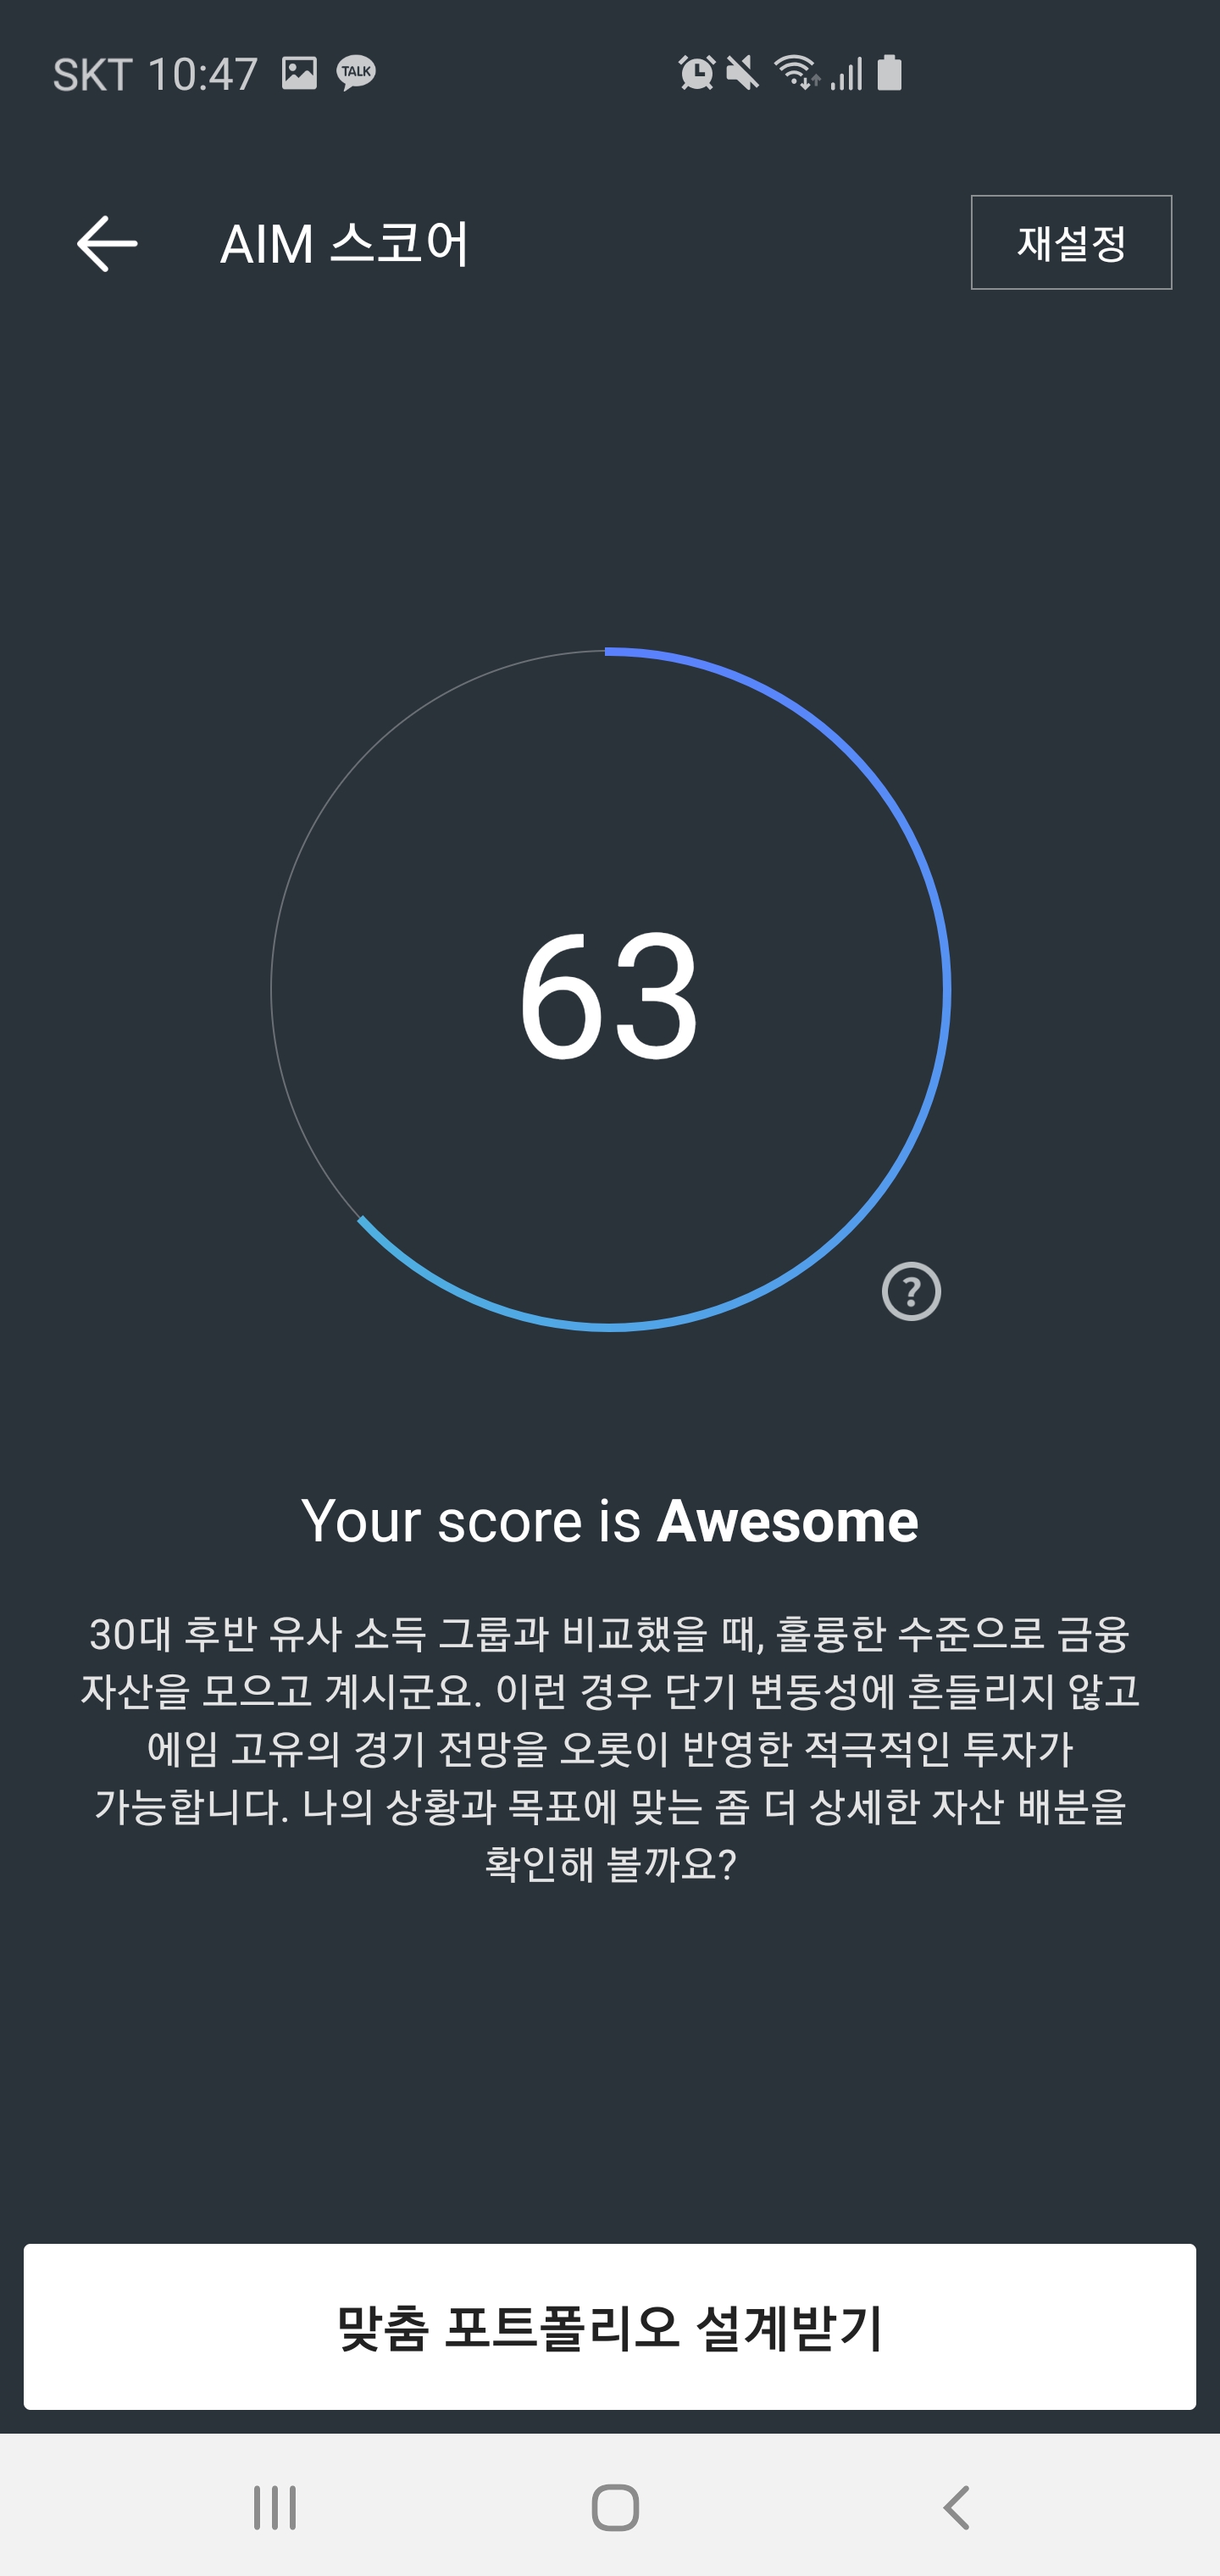 SKT 10:47 TALK
AIM 스코어
재설정
63
?
Your score is Awesome
30대 후반 유사 소득 그룹과 비교했을 때, 훌륭한 수준으로 금융
자산을 모으고 계시군요. 이런 경우 단기 변동성에 흔들리지 않고
에임 고유의 경기 전망을 오롯이 반영한 적극적인 투자가
가능합니다. 나의 상황과 목표에 맞는 좀 더 상세한 자산 배분을
확인해 볼까요?
맞춤 포트폴리오 설계받기